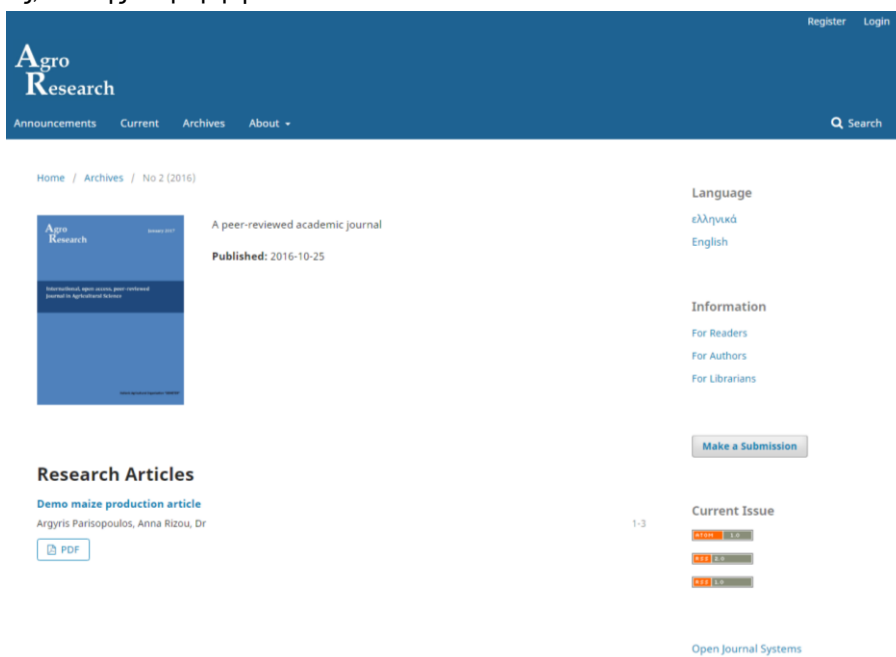 Register Login
Agro
Research
Announcements Current Archives About
Search
Home / Archives / No 2 (2016)
Agro
Research
January 2017
International, open access, peer-reviewed
journal in Agricultural Science
A peer-reviewed academic journal
Published: 2016-10-25
Research Articles
Demo maize production article
Argyris Parisopoulos, Anna Rizou, Dr
1-3
PDF
Language
ελληνικά
English
Information
For Readers
For Authors
For Librarians
Make a Submission
Current Issue
ATOM 1.0
RSS 2.0
RSS 1.0
Open Journal Systems